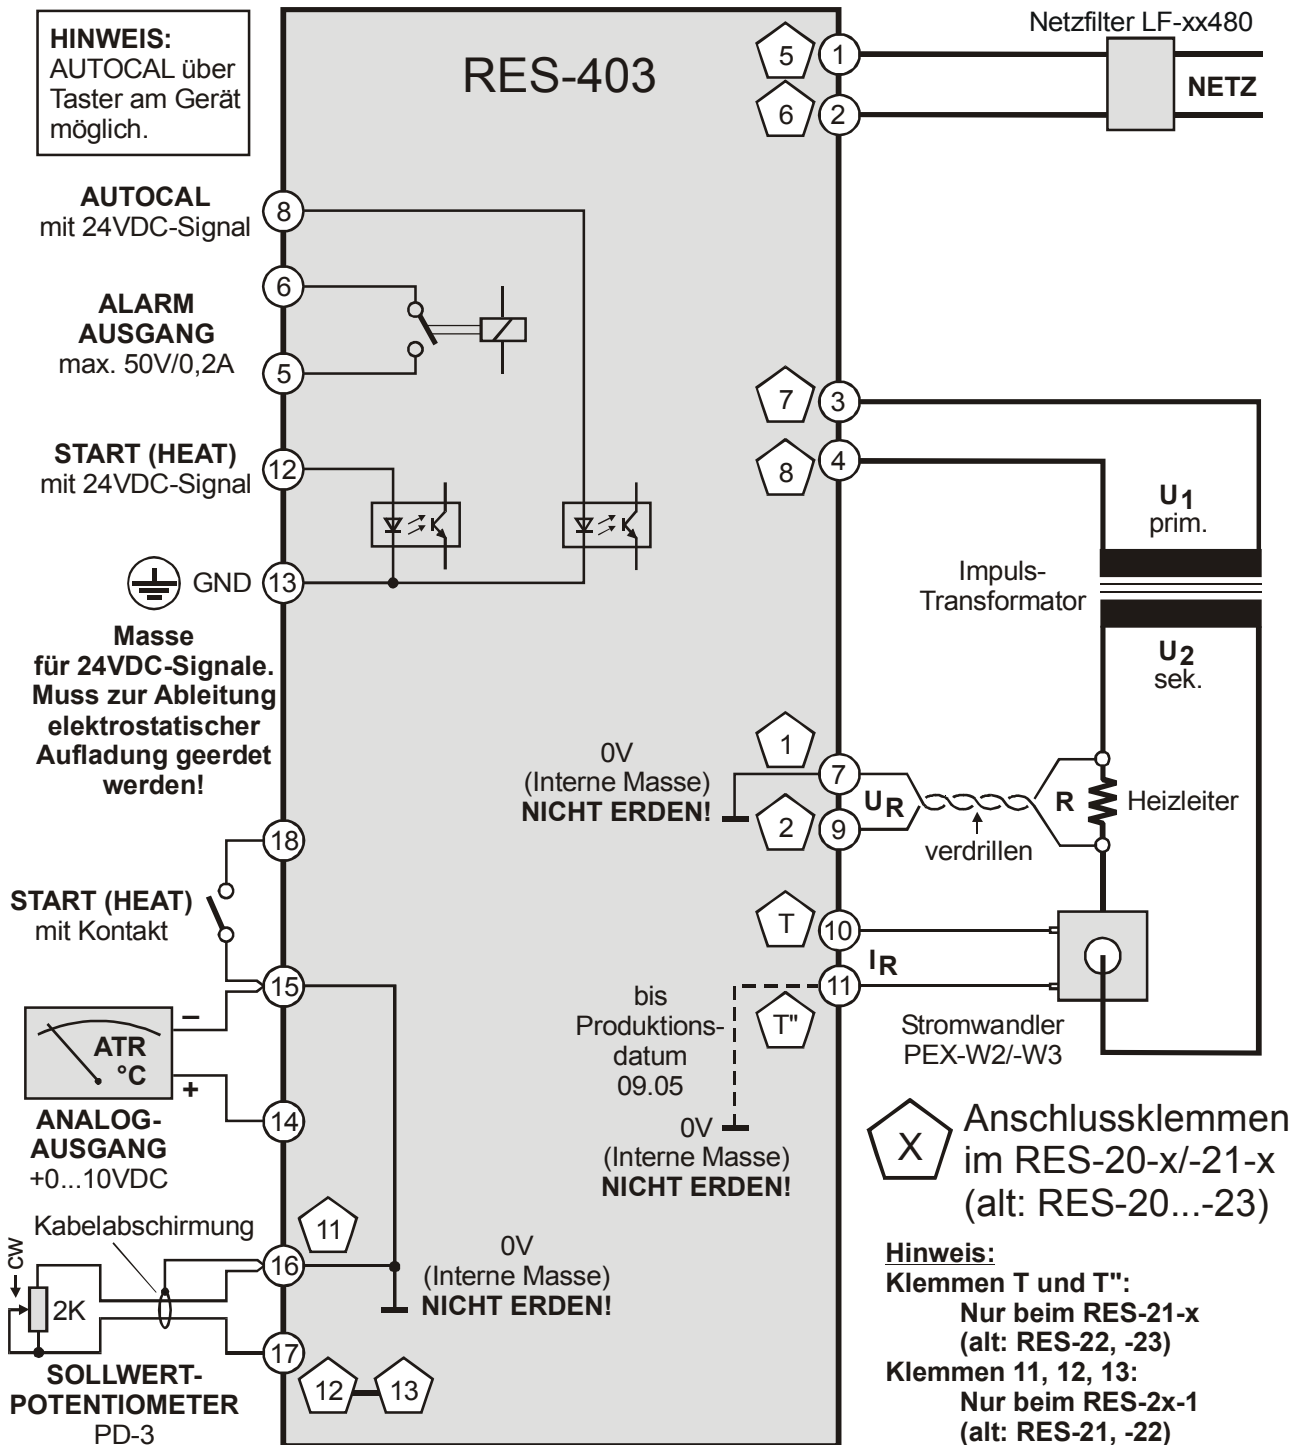 HINWEIS:
AUTOCAL über
Taster am Gerät
möglich.
RES-403
Netzfilter LF-xx480
NETZ
5
1
6
2
AUTOCAL
mit 24VDC-Signal
8
6
ALARM
AUSGANG
max. 50V/0,2A
5
7
3
8
4
START (HEAT)
mit 24VDC-Signal
12
U1
prim.
Impuls-
Transformator
GND
13
U2
sek.
Masse
für 24VDC-Signale.
Muss zur Ableitung
elektrostatischer
Aufladung geerdet
werden!
0V
(Interne Masse)
NICHT ERDEN!
1
7
2
9
UR
verdrillen
R
Heizleiter
18
START (HEAT)
mit Kontakt
15
T
10
IR
11
T"
bis
Produktions-
datum
09.05
0V
(Interne Masse)
NICHT ERDEN!
Stromwandler
PEX-W2/-W3
–
ATR
°C
+
14
ANALOG-
AUSGANG
+0...10VDC
X
Anschlussklemmen
im RES-20-x/-21-x
(alt: RES-20...-23)
Kabelabschirmung
11
16
0V
(Interne Masse)
NICHT ERDEN!
CW
2K
17
12
13
SOLLWERT-
POTENTIOMETER
PD-3
Hinweis:
Klemmen T und T":
Nur beim RES-21-x
(alt: RES-22, -23)
Klemmen 11, 12, 13:
Nur beim RES-2x-1
(alt: RES-21, -22)